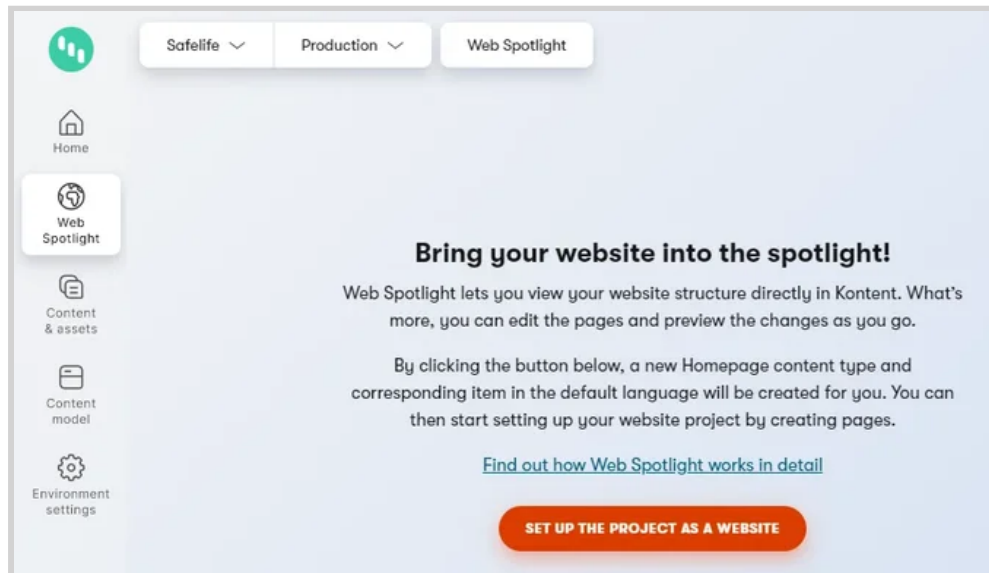 Safelife
Production
Web Spotlight
Home
Web
Spotlight
Content
& assets
Content
model
Environment
settings
Bring your website into the spotlight!
Web Spotlight lets you view your website structure directly in Kontent. What's
more, you can edit the pages and preview the changes as you go.
By clicking the button below, a new Homepage content type and
corresponding item in the default language will be created for you. You can
then start setting up your website project by creating pages.
Find out how Web Spotlight works in detail
SET UP THE PROJECT AS A WEBSITE